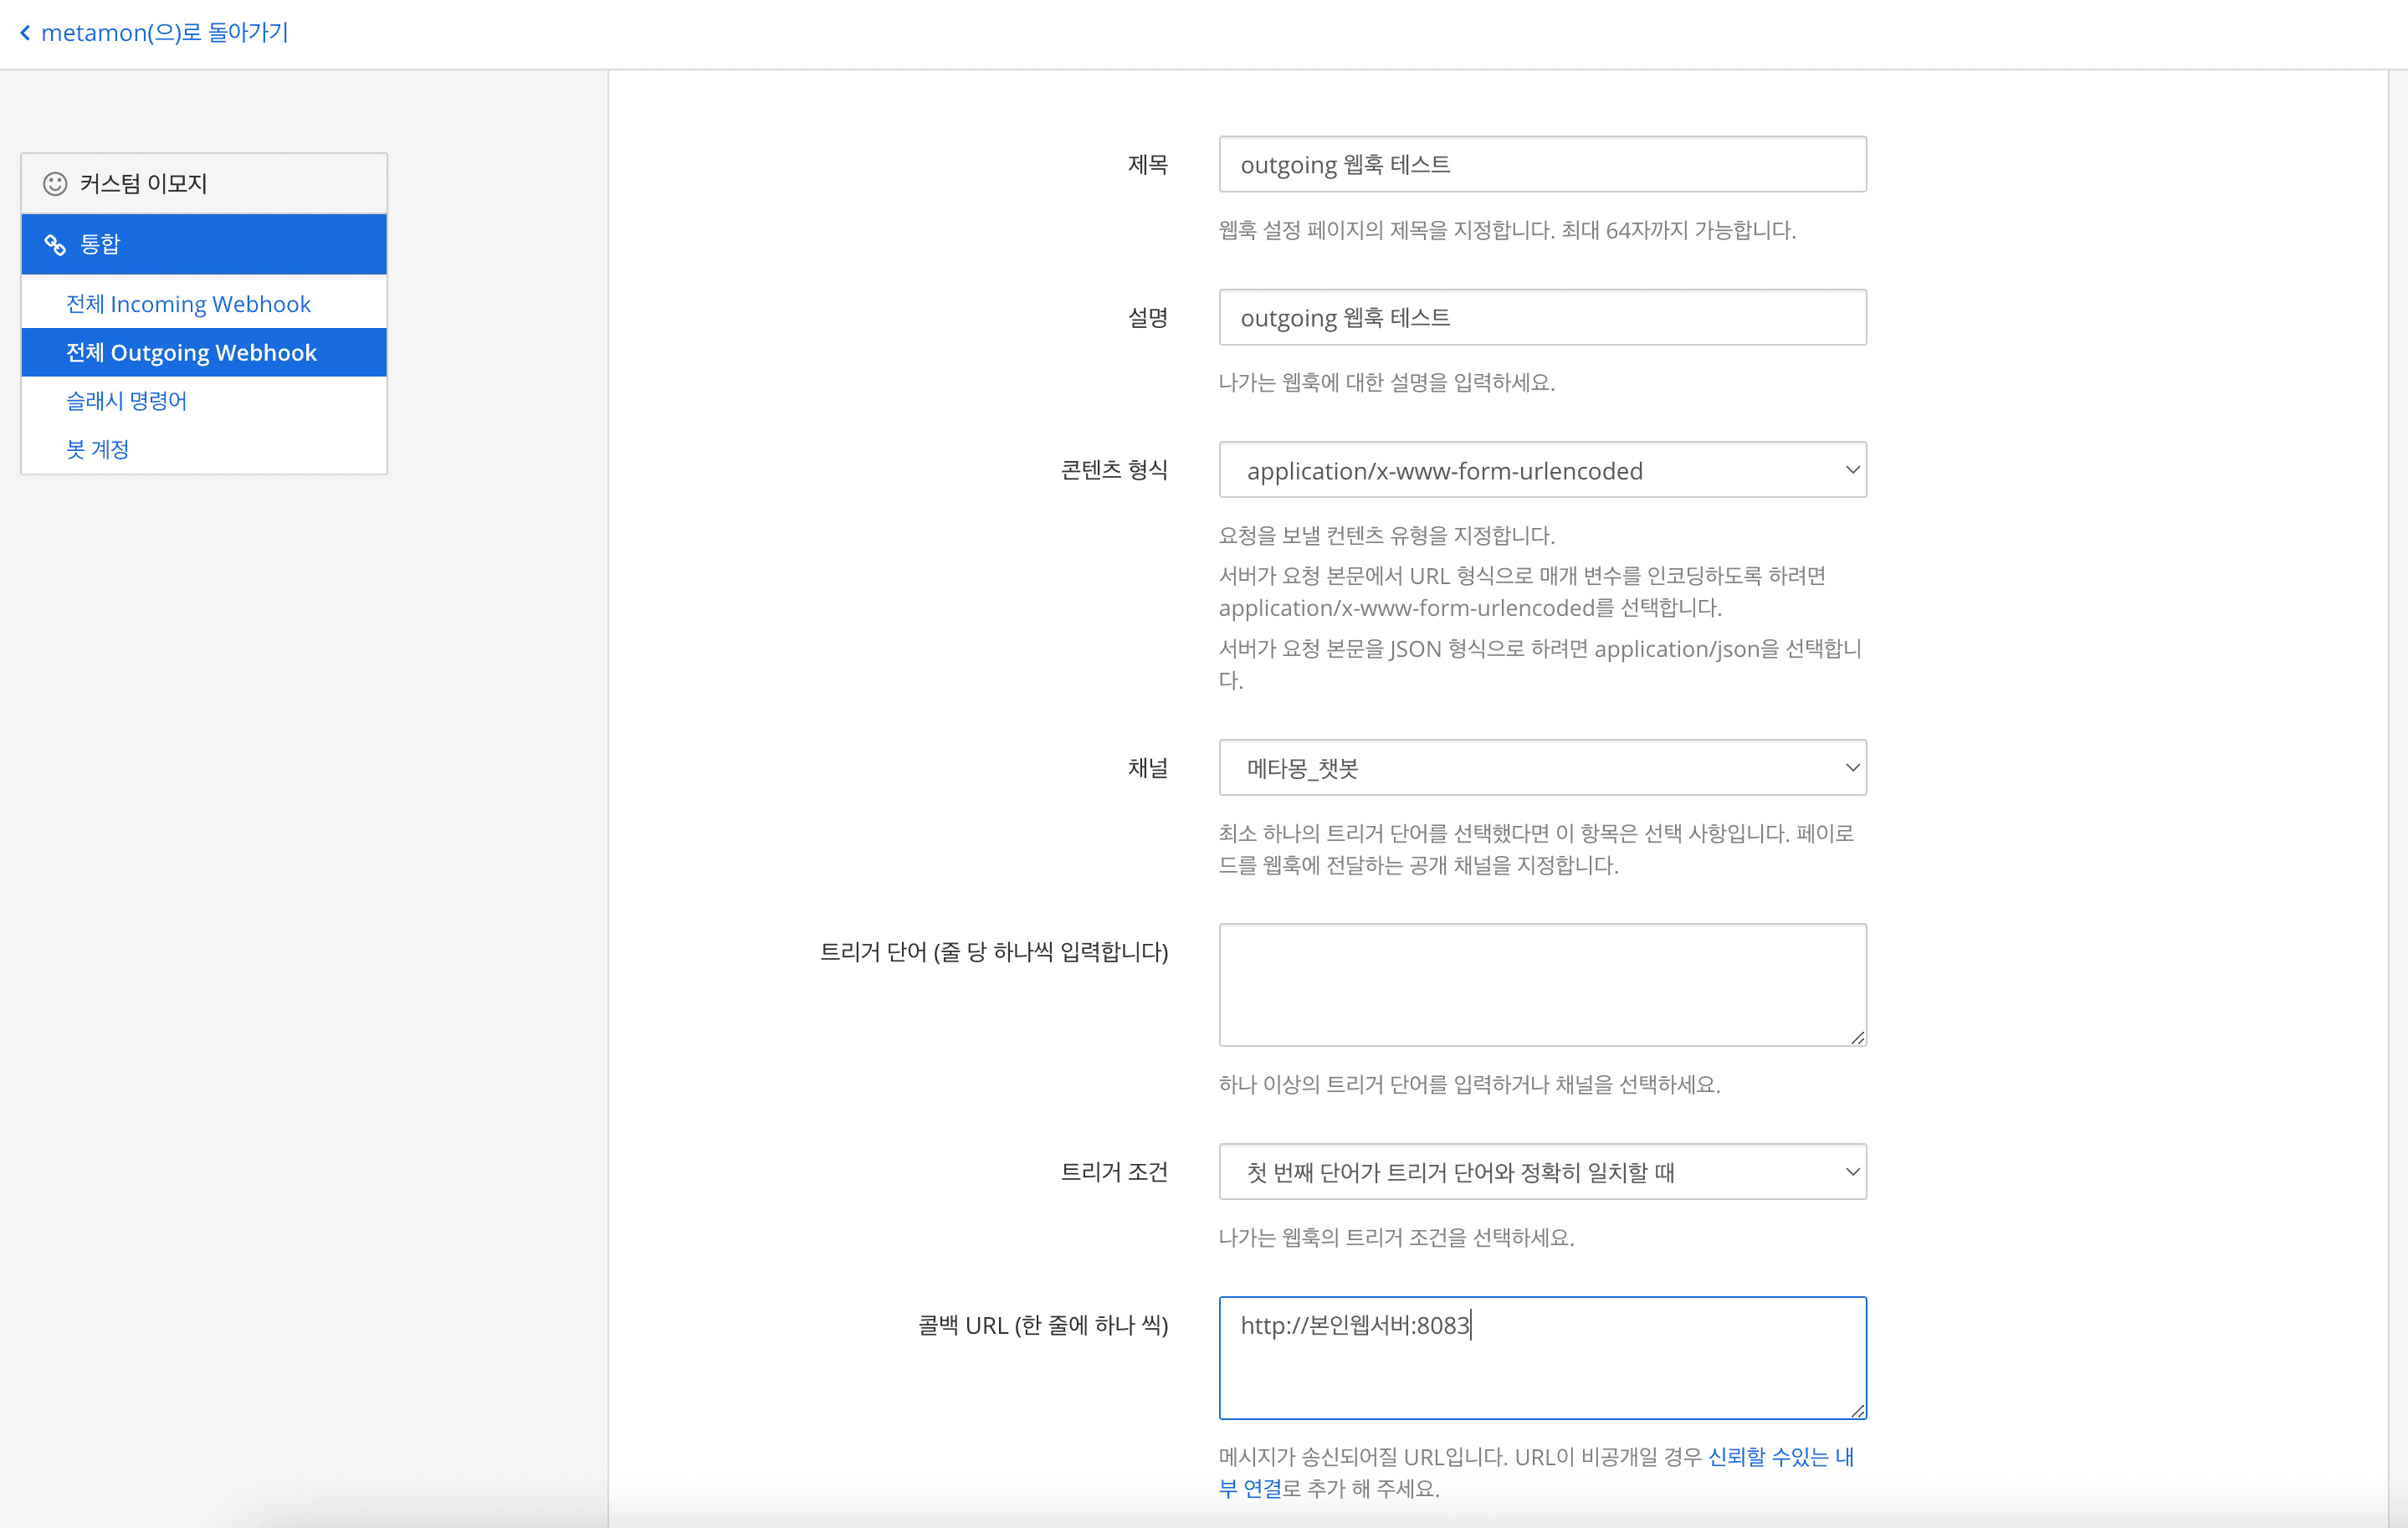 metamon(으)로 돌아가기
커스텀 이모지
통합
전체 Incoming Webhook
전체 Outgoing Webhook
슬래시 명령어
봇 계정
제목
outgoing 웹훅 테스트
웹훅 설정 페이지의 제목을 지정합니다. 최대 64자까지 가능합니다.
설명
outgoing 웹훅 테스트
나가는 웹훅에 대한 설명을 입력하세요.
콘텐츠 형식
application/x-www-form-urlencoded
요청을 보낼 컨텐츠 유형을 지정합니다.
서버가 요청 본문에서 URL 형식으로 매개 변수를 인코딩하도록 하려면
application/x-www-form-urlencoded를 선택합니다.
서버가 요청 본문을 JSON 형식으로 하려면 application/json을 선택합니
다.
채널
메타몽_챗봇
최소 하나의 트리거 단어를 선택했다면 이 항목은 선택 사항입니다. 페이로
드를 웹훅에 전달하는 공개 채널을 지정합니다.
트리거 단어 (줄 당 하나씩 입력합니다)
하나 이상의 트리거 단어를 입력하거나 채널을 선택하세요.
트리거 조건
첫 번째 단어가 트리거 단어와 정확히 일치할 때
나가는 웹훅의 트리거 조건을 선택하세요.
콜백 URL (한 줄에 하나 씩)
http://본인웹서버:8083
메시지가 송신되어질 URL입니다. URL이 비공개일 경우 신뢰할 수있는 내
부 연결로 추가 해 주세요.